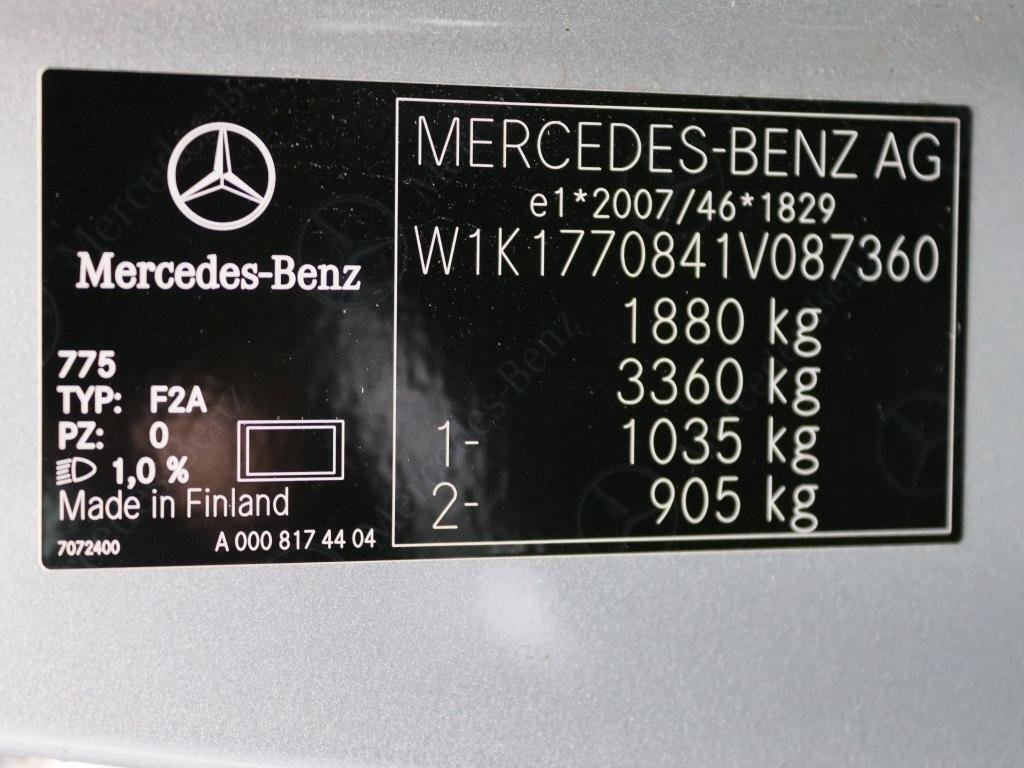 Mercedes-Benz
775
TYP: F2A
PZ: 0
1,0 %
Made in Finland
7072400
A 000 817 44 04
MERCEDES-BENZ AG
e1*2007/46*1829
W1K1770841V087360
1880 kg
3360 kg
1- 1035 kg
2- 905 kg